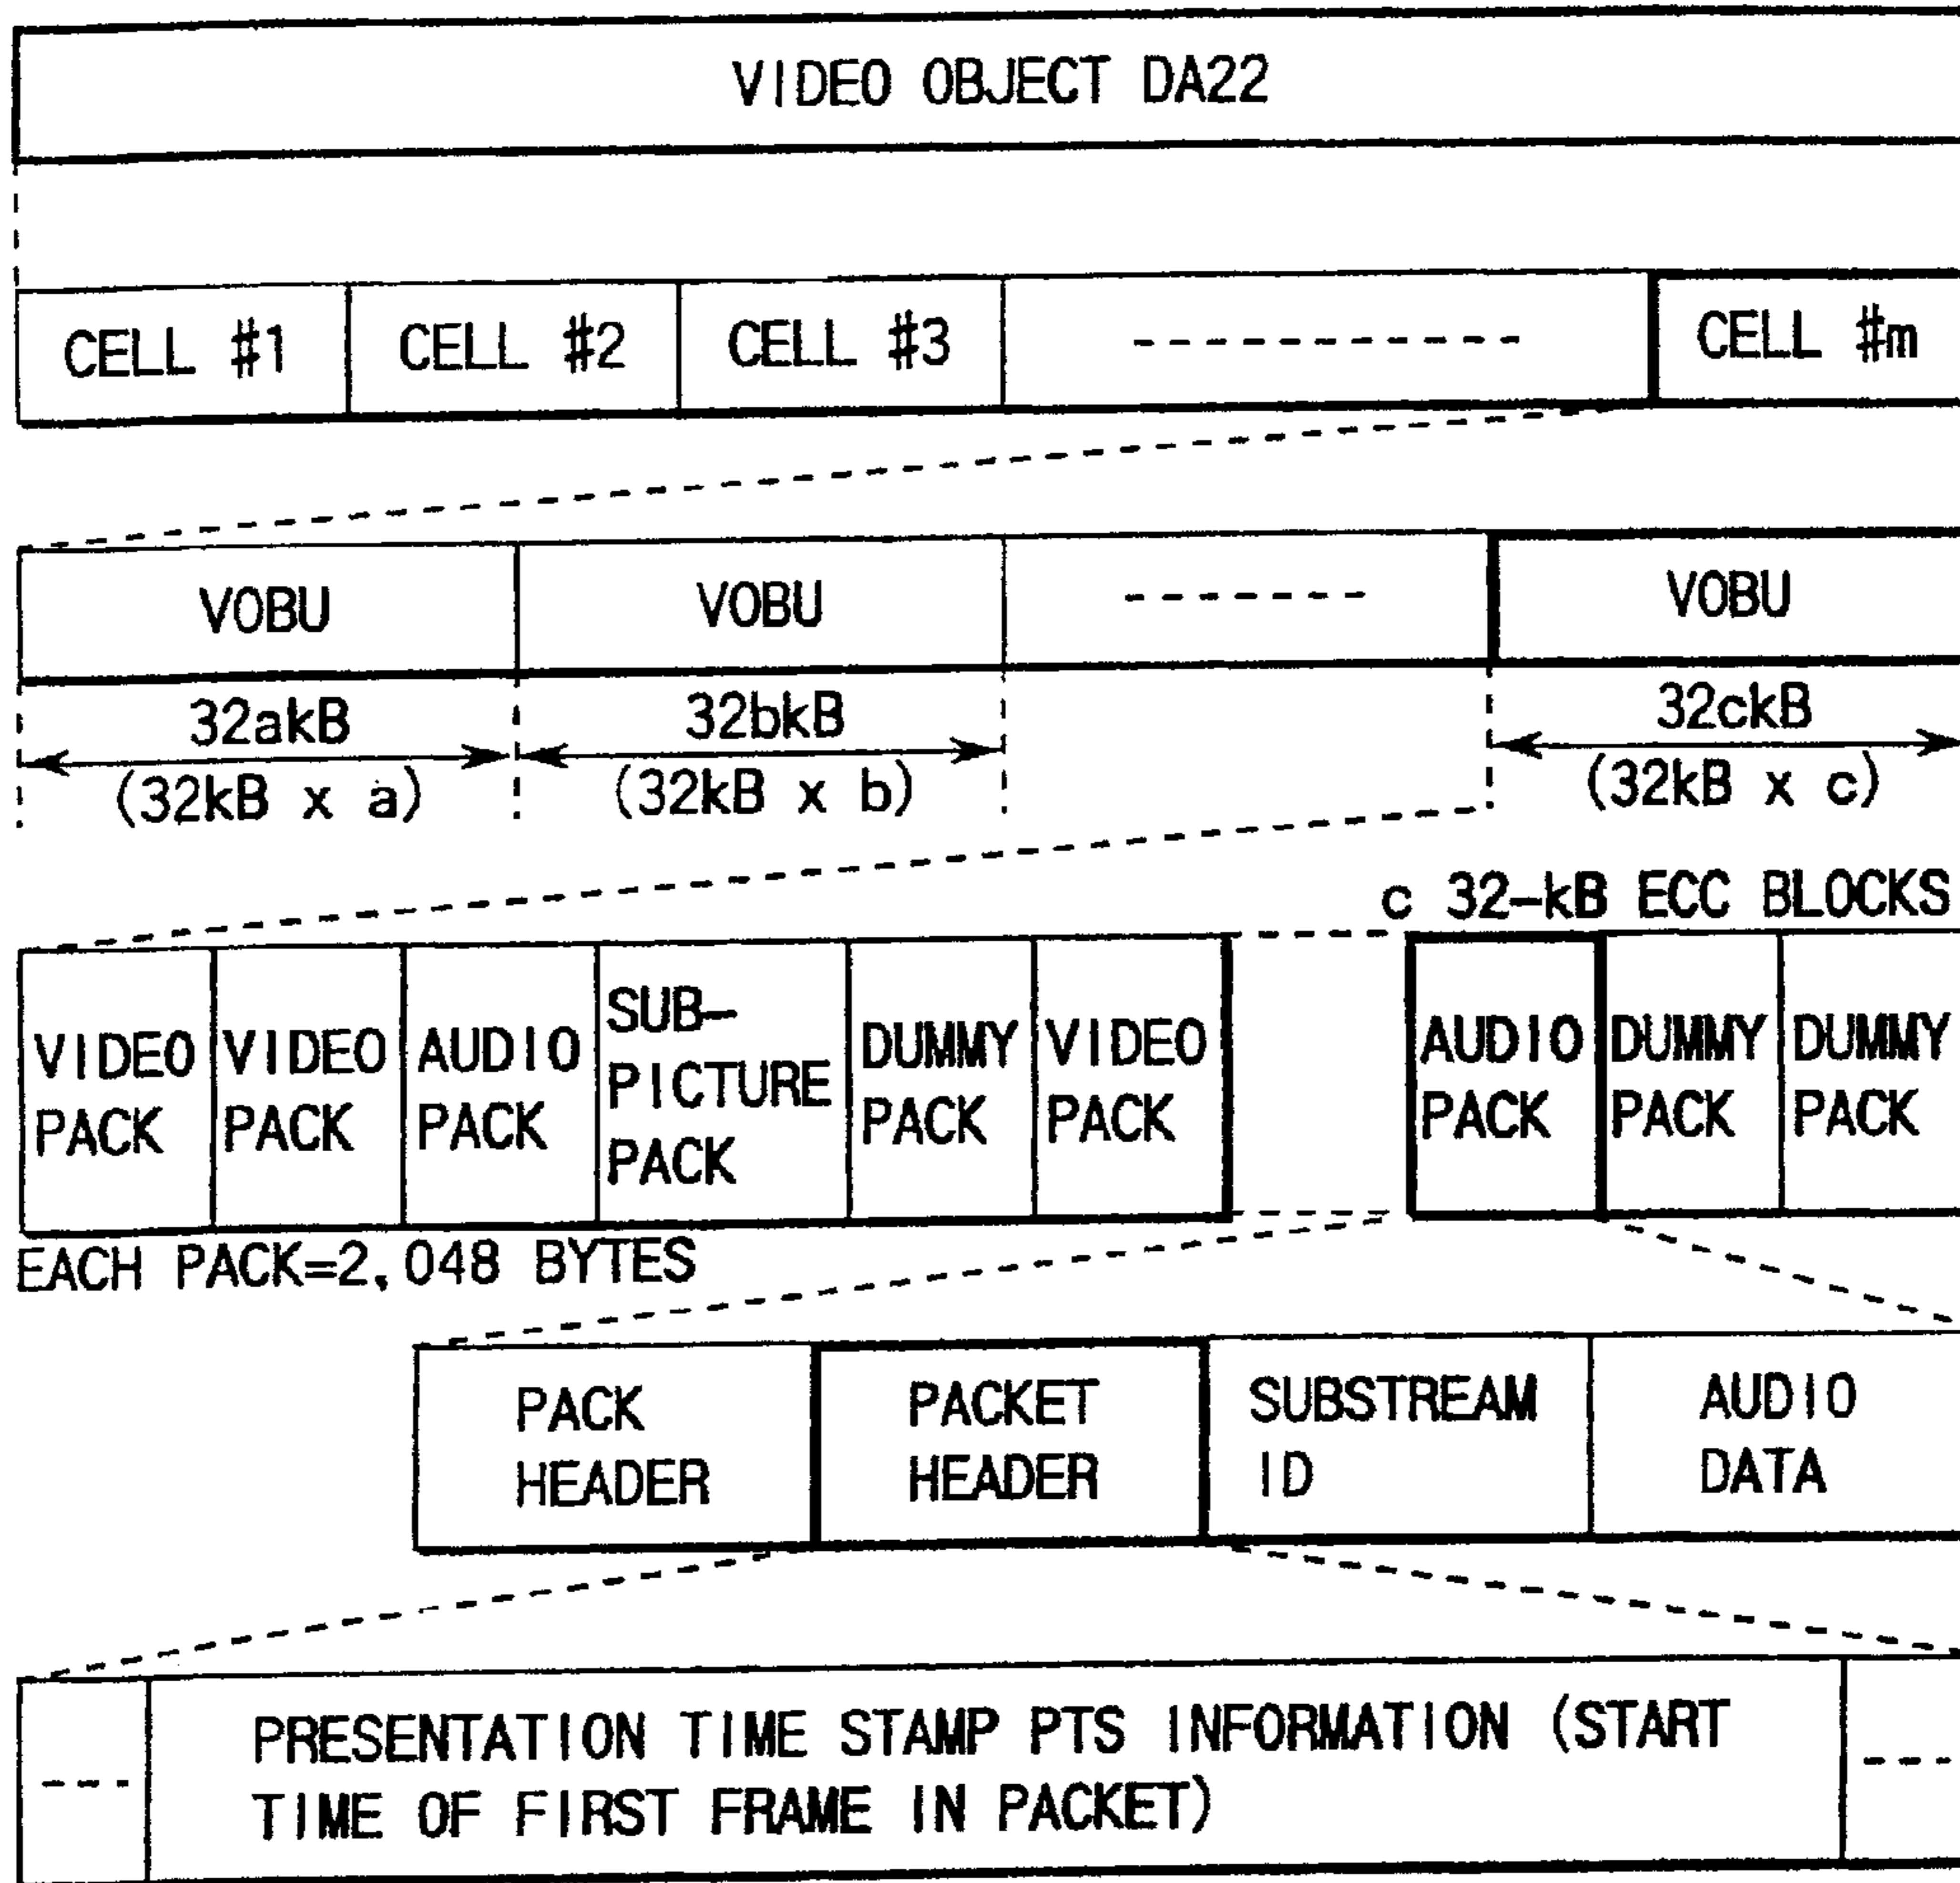 VIDEO OBJECT DA22
CELL #1 CELL #2 CELL #3 CELL #m
VOBU VOBU VOBU
32akB 32bkB 32ckB
(32kB x a) (32kB x b) (32kB x c)
c 32-kB ECC BLOCKS
VIDEO PACK
VIDEO PACK
AUDIO PACK
SUB-
PICTURE
PACK
DUMMY PACK
VIDEO PACK
AUDIO PACK
DUMMY PACK
DUMMY PACK
EACH PACK=2,048 BYTES
PACK HEADER
PACKET HEADER
SUBSTREAM ID
AUDIO DATA
PRESENTATION TIME STAMP PTS INFORMATION (START
TIME OF FIRST FRAME IN PACKET)